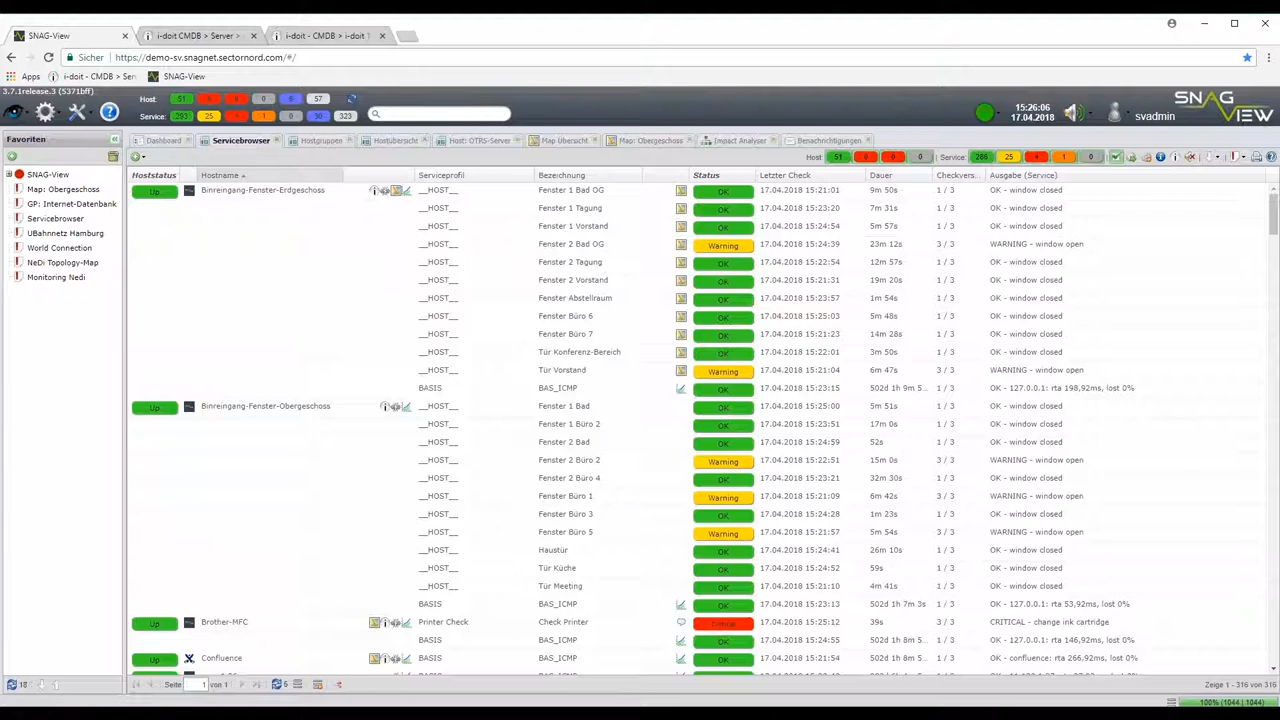 SNAG-View
i-doit CMDB > Server >
i-doit - CMDB > i-doit T
Sicher https://demo-sv.snagnet.sectornord.com/#/
Apps i-doit - CMDB > Serv SNAG-View
3.7.1release.3 (5371bff)
Host: 51 57
Service: 293 25 1 0 30 323
15:26:06
17.04.2018
svadmin
SNAG
VIEW
Favoriten
Dashboard Servicebrowser Hostgruppen Hostübersicht Host: OTRS-Server Map Übersicht Map: Obergeschoss Impact Analyser Benachrichtigungen
Host: 51 0 0 0 Service: 286 25 4 1 0
SNAG-View
Map: Obergeschoss
GP: Internet-Datenbank
Servicebrowser
UBahnnetz Hamburg
World Connection
NeDi Topology-Map
Monitoring Nedi
Hoststatus Hostname Serviceprofil Bezeichnung Status Letzter Check Dauer Checkvers... Ausgabe (Service)
Up Binreingang-Fenster-Erdgeschoss __HOST__ Fenster 1 Bad OG OK 17.04.2018 15:21:01 9m 50s 1 / 3 OK - window closed
__HOST__ Fenster 1 Tagung OK 17.04.2018 15:23:20 7m 31s 1 / 3 OK - window closed
__HOST__ Fenster 1 Vorstand OK 17.04.2018 15:24:54 5m 57s 1 / 3 OK - window closed
__HOST__ Fenster 2 Bad OG Warning 17.04.2018 15:24:39 23m 12s 3 / 3 WARNING - window open
__HOST__ Fenster 2 Tagung OK 17.04.2018 15:22:54 12m 57s 1 / 3 OK - window closed
__HOST__ Fenster 2 Vorstand OK 17.04.2018 15:21:31 19m 20s 1 / 3 OK - window closed
__HOST__ Fenster Abstellraum OK 17.04.2018 15:23:57 1m 54s 1 / 3 OK - window closed
__HOST__ Fenster Büro 6 OK 17.04.2018 15:25:03 5m 48s 1 / 3 OK - window closed
__HOST__ Fenster Büro 7 OK 17.04.2018 15:21:23 14m 28s 1 / 3 OK - window closed
__HOST__ Tür Konferenz-Bereich OK 17.04.2018 15:22:01 3m 50s 1 / 3 OK - window closed
__HOST__ Tür Vorstand Warning 17.04.2018 15:21:04 6m 47s 3 / 3 WARNING - window open
BASIS BAS_ICMP OK 17.04.2018 15:23:15 502d 1h 9m 5... 1 / 3 OK - 127.0.0.1: rta 198,92ms, lost 0%
Up Binreingang-Fenster-Obergeschoss __HOST__ Fenster 1 Bad OK 17.04.2018 15:25:00 5m 51s 1 / 3 OK - window closed
__HOST__ Fenster 1 Büro 2 OK 17.04.2018 15:23:51 17m 0s 1 / 3 OK - window closed
__HOST__ Fenster 2 Bad OK 17.04.2018 15:24:59 52s 1 / 3 OK - window closed
__HOST__ Fenster 2 Büro 2 Warning 17.04.2018 15:22:51 15m 0s 3 / 3 WARNING - window open
__HOST__ Fenster 2 Büro 4 OK 17.04.2018 15:23:21 32m 30s 1 / 3 OK - window closed
__HOST__ Fenster Büro 1 Warning 17.04.2018 15:21:09 6m 42s 3 / 3 WARNING - window open
__HOST__ Fenster Büro 3 OK 17.04.2018 15:24:28 1m 23s 1 / 3 OK - window closed
__HOST__ Fenster Büro 5 Warning 17.04.2018 15:21:57 5m 54s 3 / 3 WARNING - window open
__HOST__ Haustür OK 17.04.2018 15:24:41 26m 10s 1 / 3 OK - window closed
__HOST__ Tür Küche OK 17.04.2018 15:24:52 59s 1 / 3 OK - window closed
__HOST__ Tür Meeting OK 17.04.2018 15:21:10 4m 41s 1 / 3 OK - window closed
BASIS BAS_ICMP OK 17.04.2018 15:23:13 502d 1h 7m 3s 1 / 3 OK - 127.0.0.1: rta 53,92ms, lost 0%
Up Brother-MFC Printer Check Check Printer 17.04.2018 15:25:12 39s 3 / 3 CRITICAL - change ink cartridge
BASIS BAS_ICMP OK 17.04.2018 15:24:55 502d 1h 8m 5... 1 / 3 OK - 127.0.0.1: rta 146,92ms, lost 0%
Up Confluence BASIS BAS_ICMP OK 17.04.2018 15:21:54 502d 1h 8m 5... 1 / 3 OK - confluence: rta 266,92ms, lost 0%
18 Seite 1 von 1 6 Zeige 1 - 316 von 316
100% (1044 | 1044)